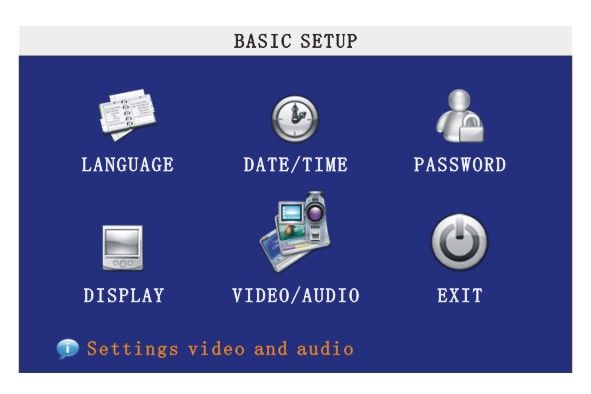 BASIC SETUP
LANGUAGE DATE/TIME PASSWORD
DISPLAY VIDEO/AUDIO EXIT
Settings video and audio